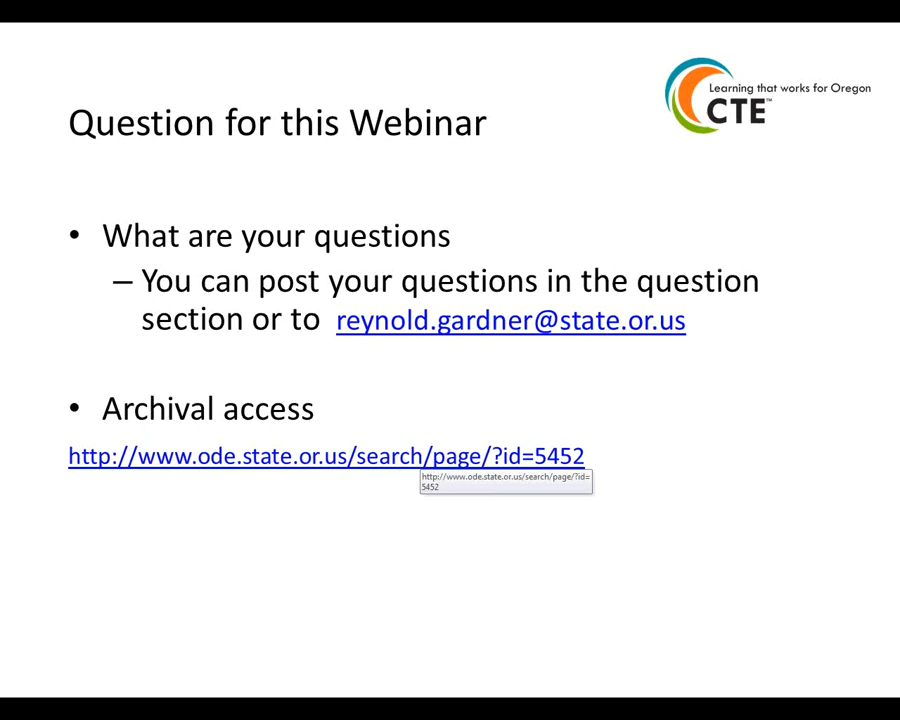 Learning that works for Oregon
CTE™
Question for this Webinar
• What are your questions
– You can post your questions in the question
section or to reynold.gardner@state.or.us
• Archival access
http://www.ode.state.or.us/search/page/?id=5452
http://www.ode.state.or.us/search/page/?id=
5452